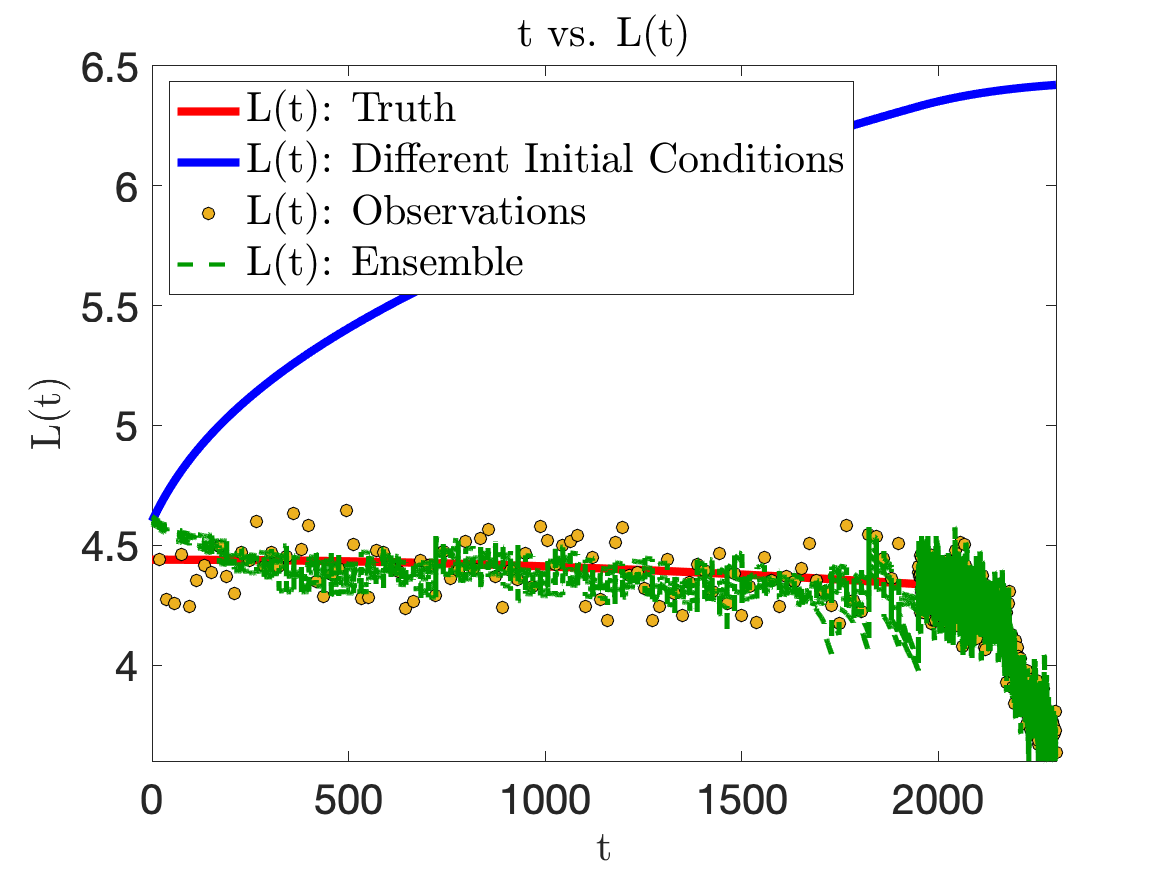 t vs. L(t)
6.5
6
5.5
5
4.5
4
L(t)
L(t): Truth
L(t): Different Initial Conditions
L(t): Observations
L(t): Ensemble
0 500 1000 1500 2000
t